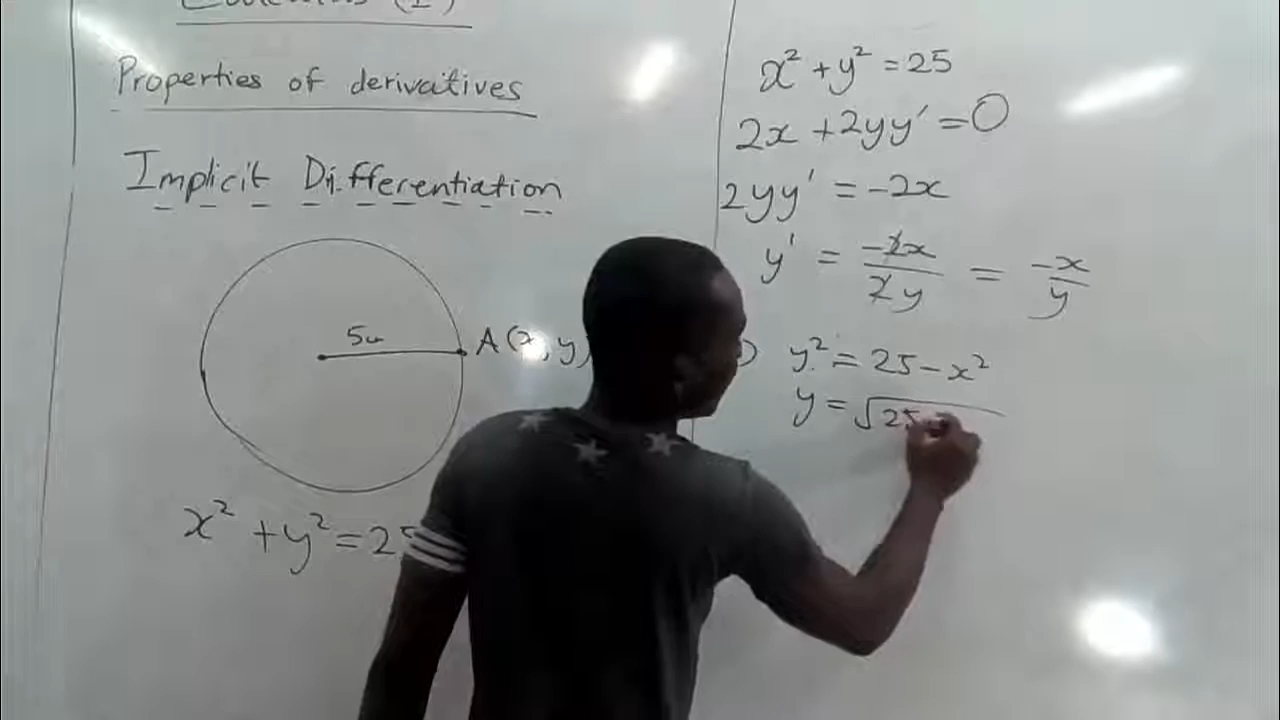 Calculus (I)
Properties of derivatives
Implicit Differentiation
5u
A(x, y)
x² + y² = 25
x² + y² = 25
2x + 2yy' = 0
2yy' = -2x
y' = -2x/2y = -x/y
) y² = 25 - x²
y = √25